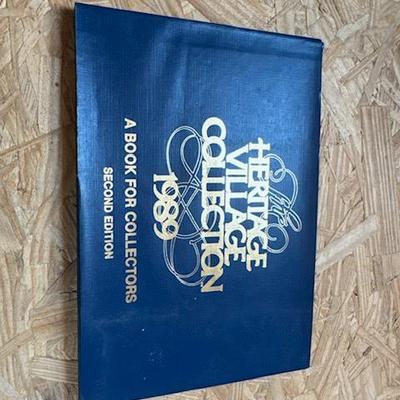 The
HERITAGE
VILLAGE
COLLECTION
1989
A BOOK FOR COLLECTORS
SECOND EDITION